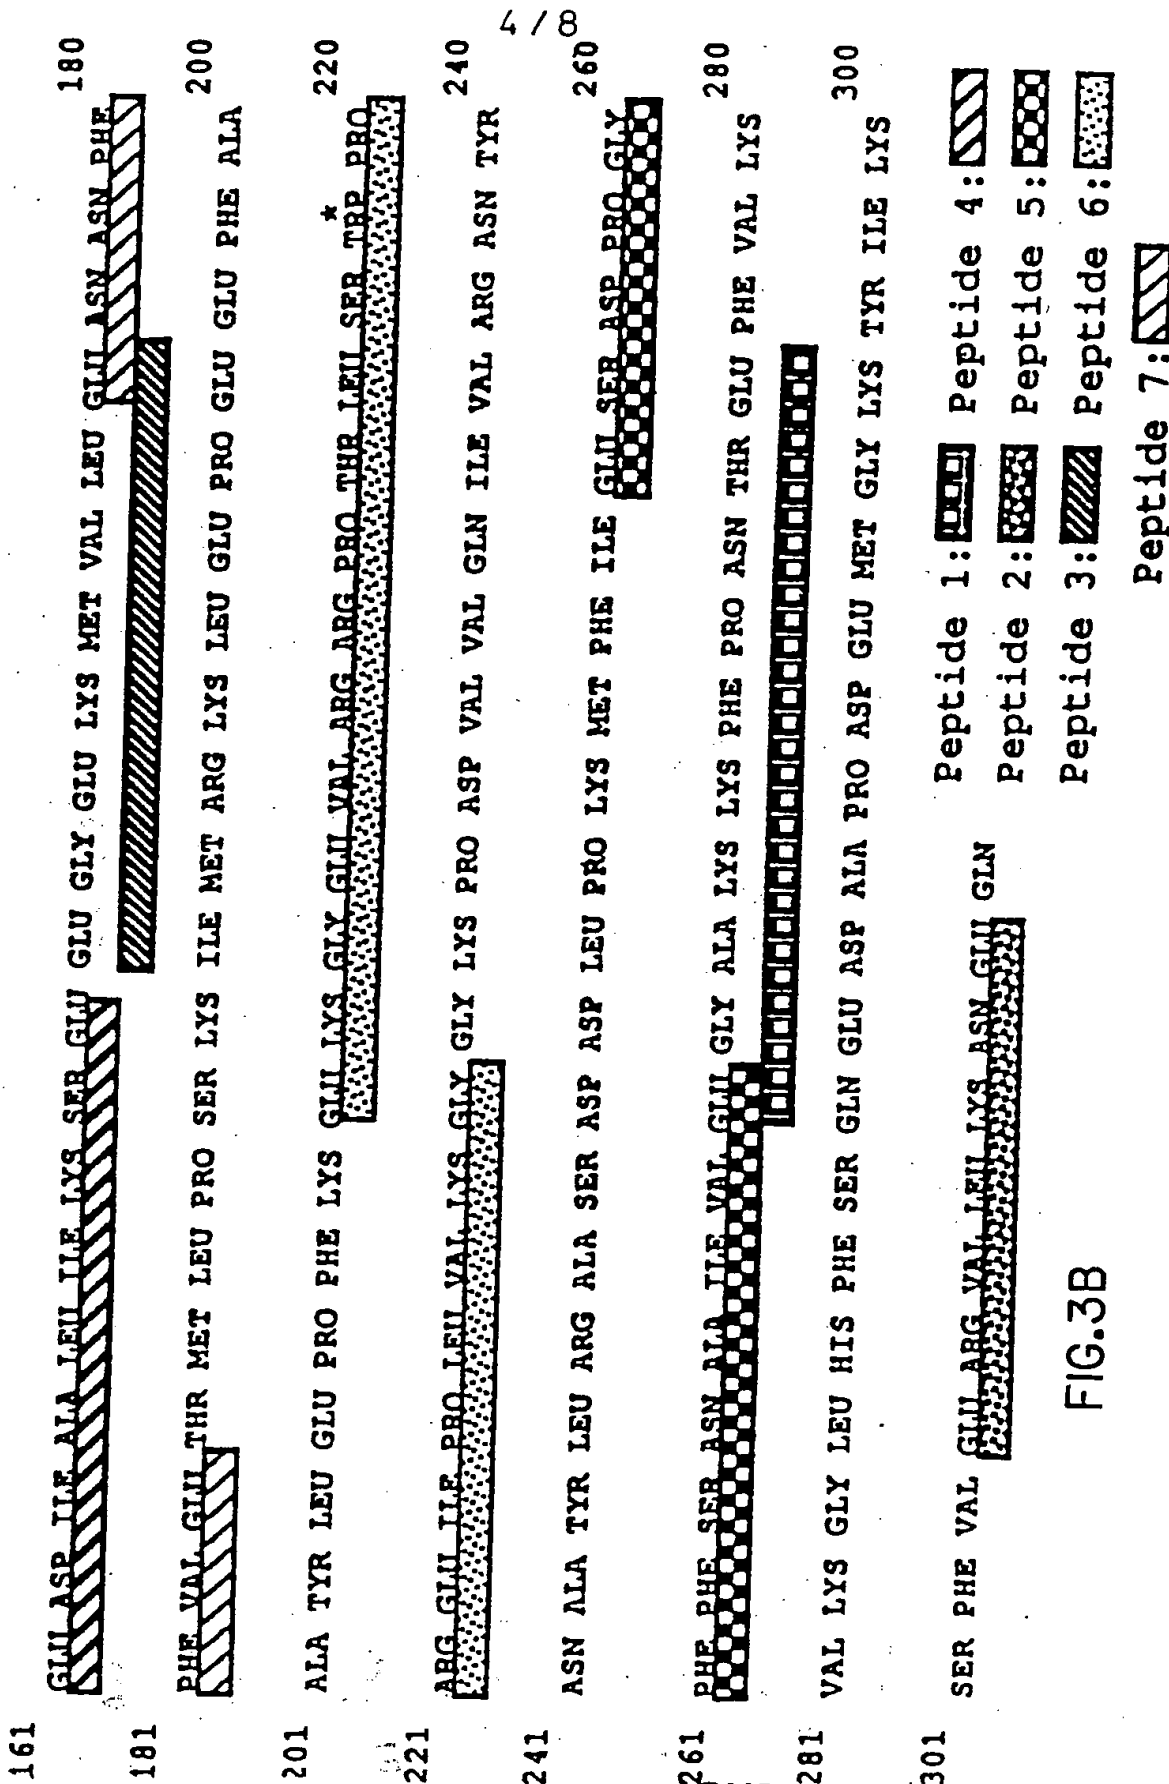 4/8
161 GLU ASP ILE ALA LEU ILE LYS SER GLU GLU GLY GLU LYS MET VAL LEU GLU ASN ASN PHE 180
181 PHE VAL GLU THR MET LEU PRO SER LYS ILE MET ARG LYS LEU GLU PRO GLU GLU PHE ALA 200
201 ALA TYR LEU GLU PRO PHE LYS GLU LYS GLY GLU VAL ARG ARG PRO THR LEU SER TRP PRO 220
*
221 ARG GLU ILE PRO LEU VAL LYS GLY GLY LYS PRO ASP VAL VAL GLN ILE VAL ARG ASN TYR 240
241 ASN ALA TYR LEU ARG ALA SER ASP ASP LEU PRO LYS MET PHE ILE GLU SER ASP PRO GLY 260
261 PHE PHE SER ASN ALA ILE VAL GLU GLY ALA LYS LYS PHE PRO ASN THR GLU PHE VAL LYS 280
281 VAL LYS GLY LEU HIS PHE SER GLN GLU ASP ALA PRO ASP GLU MET GLY LYS TYR ILE LYS 300
301 SER PHE VAL GLU ARG VAL LEU LYS ASN GLU GLN
Peptide 1: Peptide 4:
Peptide 2: Peptide 5:
Peptide 3: Peptide 6:
Peptide 7:
FIG.3B